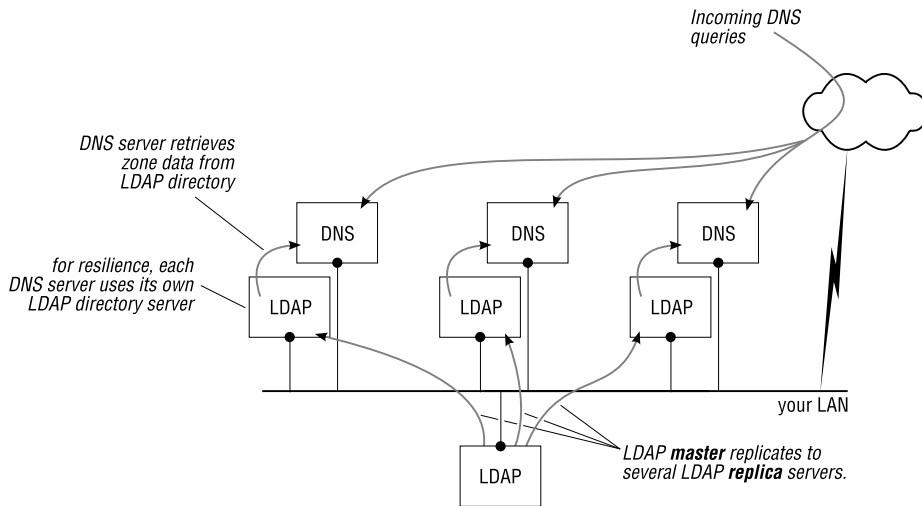 Incoming DNS
queries
DNS server retrieves
zone data from
LDAP directory
DNS
DNS
DNS
for resilience, each
DNS server uses its own
LDAP directory server
LDAP
LDAP
LDAP
your LAN
LDAP master replicates to
several LDAP replica servers.
LDAP